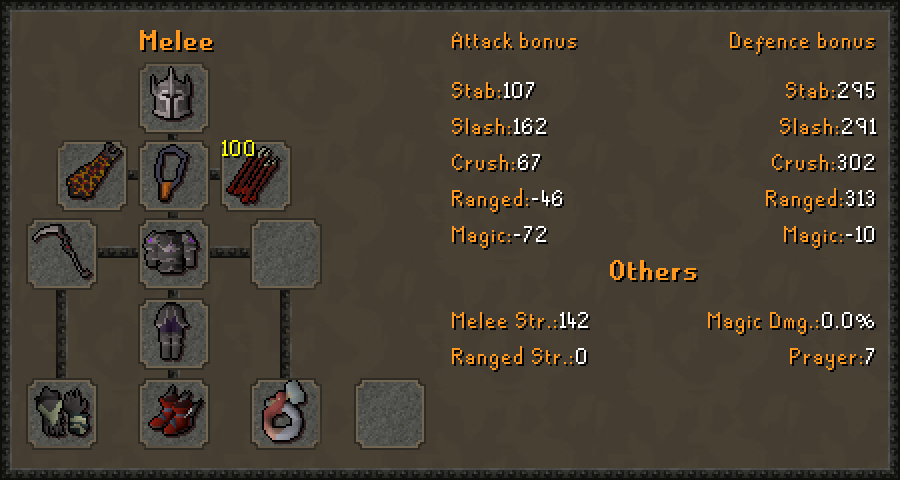 Melee
Attack bonus
Defence bonus
Stab:107
Stab:295
Slash:162
Slash:291
100
Crush:67
Crush:302
Ranged:-46
Ranged:313
Magic:-72
Magic:-10
Others
Melee Str.:142
Magic Dmg.:0.0%
Ranged Str.:0
Prayer:7